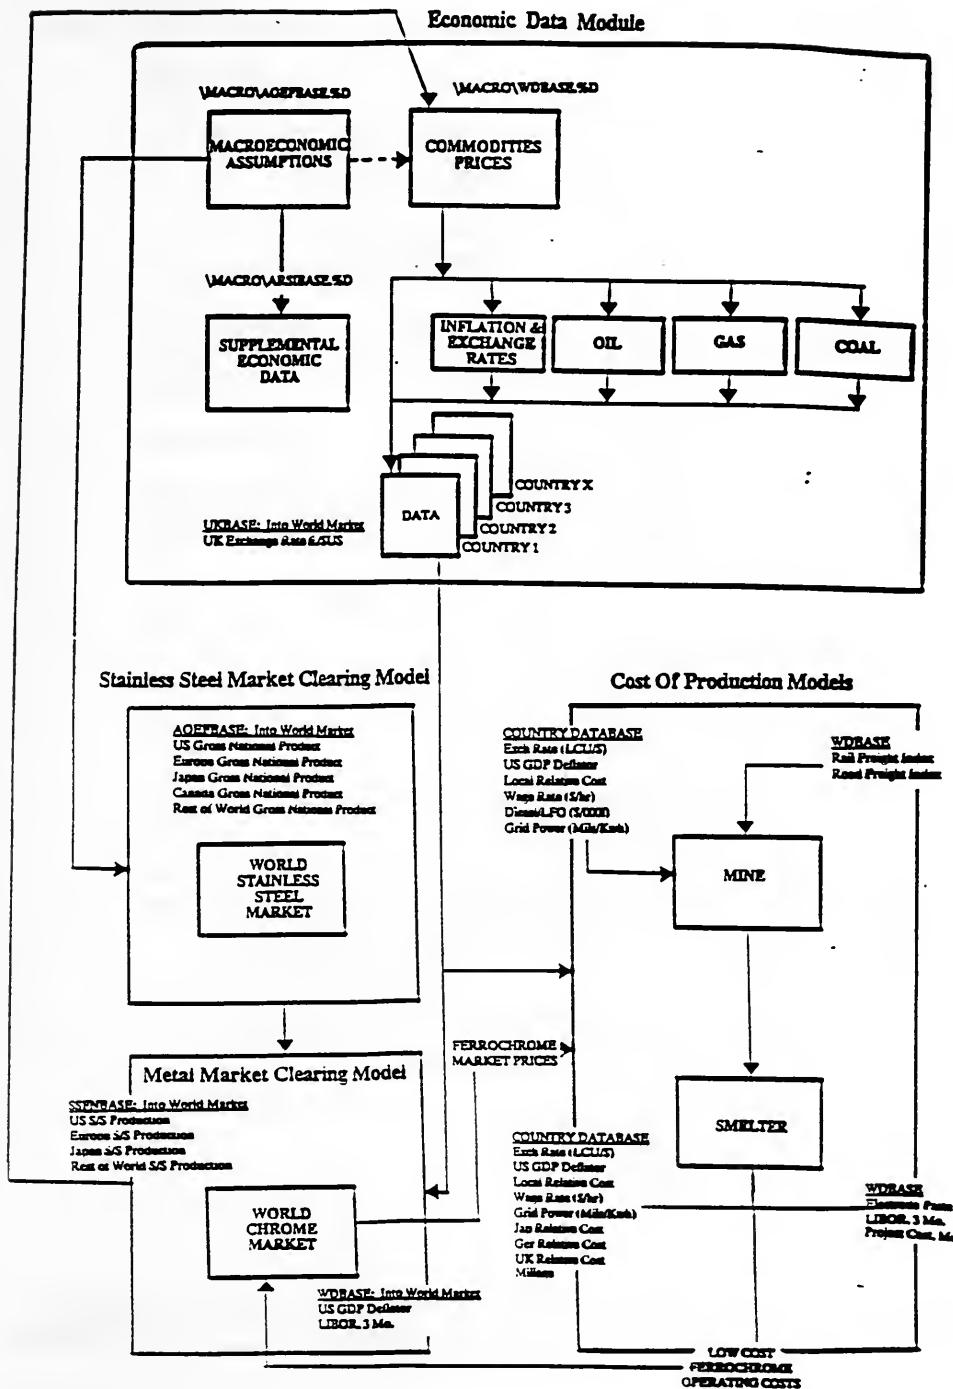 Economic Data Module
\MACRO\AGEFBASE.%D
\MACRO\WDBASE.%D
MACROECONOMIC
ASSUMPTIONS
COMMODITIES
PRICES
\MACRO\ARSIBASE.%D
SUPPLEMENTAL
ECONOMIC
DATA
INFLATION &
EXCHANGE
RATES
OIL
GAS
COAL
COUNTRY X
COUNTRY 3
COUNTRY 2
COUNTRY 1
DATA
UKBASE: Into World Market
UK Exchange Rate £/$US
Stainless Steel Market Clearing Model
AGEFBASE: Into World Market
US Gross National Product
Europe Gross National Product
Japan Gross National Product
Canada Gross National Product
Rest of World Gross National Product
WORLD
STAINLESS
STEEL
MARKET
Cost Of Production Models
COUNTRY DATABASE
Exch Rate (LCU/$)
US GDP Deflator
Local Relative Cost
Wage Rate ($/hr)
Diesel/LFO
Grid Power (Mils/Kwh)
WDBASE
Rail Freight Index
Road Freight Index
MINE
FERROCHROME
MARKET PRICES
Metal Market Clearing Model
SSFNBASE: Into World Market
US S/S Production
Europe S/S Production
Japan S/S Production
Rest of World S/S Production
WORLD
CHROME
MARKET
WDBASE: Into World Market
US GDP Deflator
LIBOR, 3 Mo.
SMELTER
COUNTRY DATABASE
Exch Rate (LCU/$)
US GDP Deflator
Local Relative Cost
Wage Rate ($/hr)
Grid Power (Mils/Kwh)
Jap Relative Cost
Ger Relative Cost
UK Relative Cost
WDBASE
Electrode Paste
LIBOR, 3 Mo.
Project Cost,
LOW COST
FERROCHROME
OPERATING COSTS